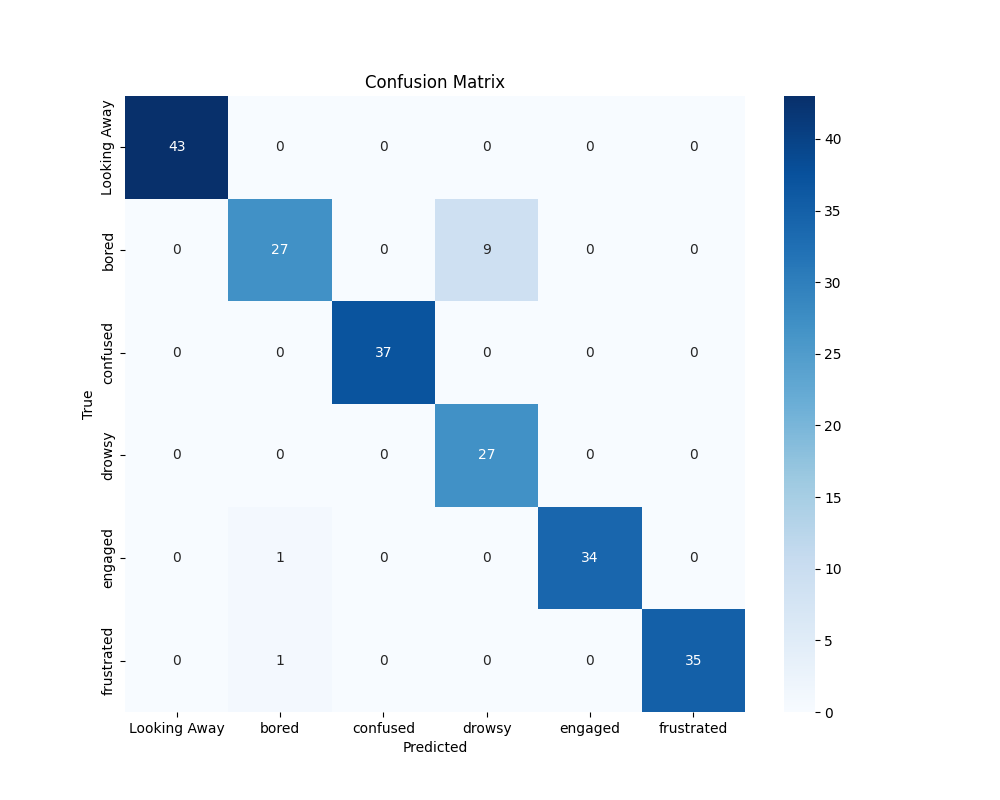 Confusion Matrix
Looking Away
43 0 0 0 0 0
bored
0 27 0 9 0 0
confused
0 0 37 0 0 0
drowsy
0 0 0 27 0 0
engaged
0 1 0 0 34 0
frustrated
0 1 0 0 0 35
True
Looking Away bored confused drowsy engaged frustrated
Predicted
40
35
30
25
20
15
10
5
0